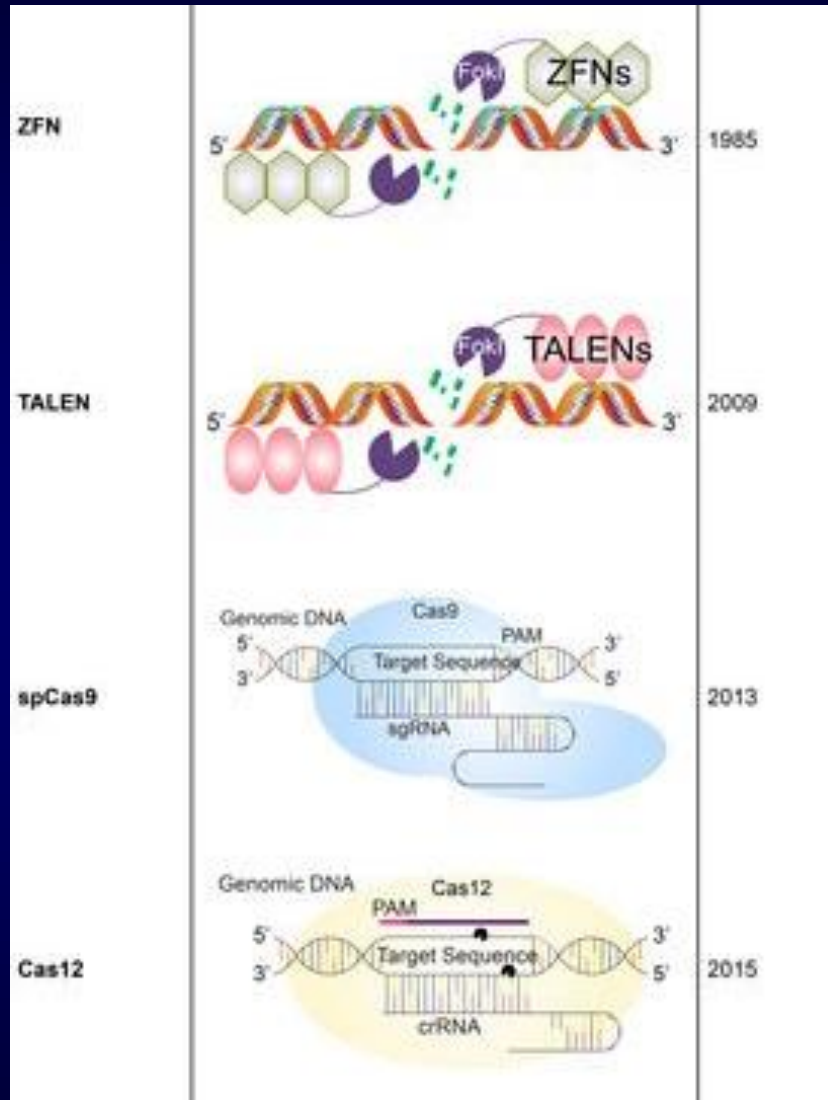 ZFN
FokI
ZFNs
5'
3'
1985
TALEN
FokI
TALENs
5'
3'
2009
spCas9
Genomic DNA
Cas9
PAM
5'
3'
Target Sequence
3'
5'
sgRNA
2013
Cas12
Genomic DNA
Cas12
PAM
5'
3'
Target Sequence
3'
5'
crRNA
2015